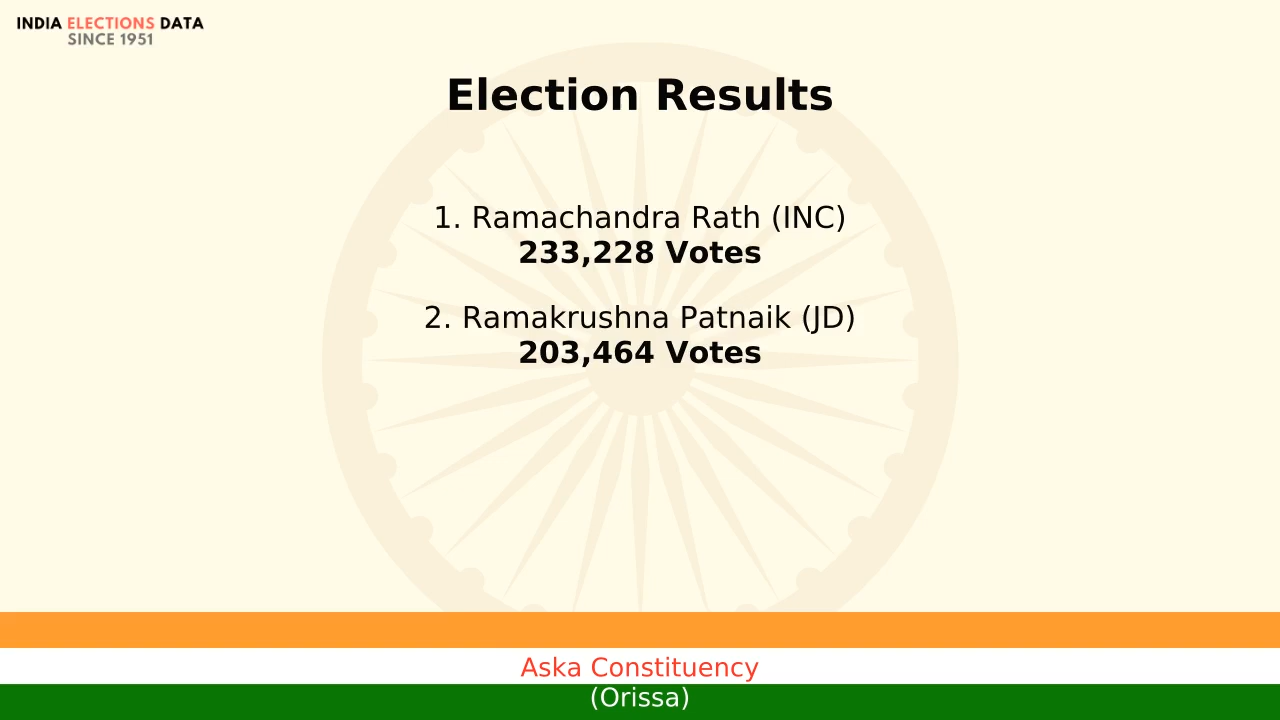 INDIA ELECTIONS DATA
SINCE 1951
Election Results
1. Ramachandra Rath (INC)
233,228 Votes
2. Ramakrushna Patnaik (JD)
203,464 Votes
Aska Constituency
(Orissa)